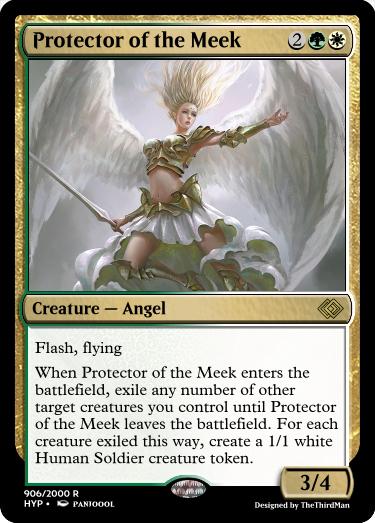 Protector of the Meek 2
Creature — Angel
Flash, flying
When Protector of the Meek enters the
battlefield, exile any number of other
target creatures you control until Protector
of the Meek leaves the battlefield. For each
creature exiled this way, create a 1/1 white
Human Soldier creature token.
3/4
906/2000 R
HYP • PANTOOOL
Designed by TheThirdMan